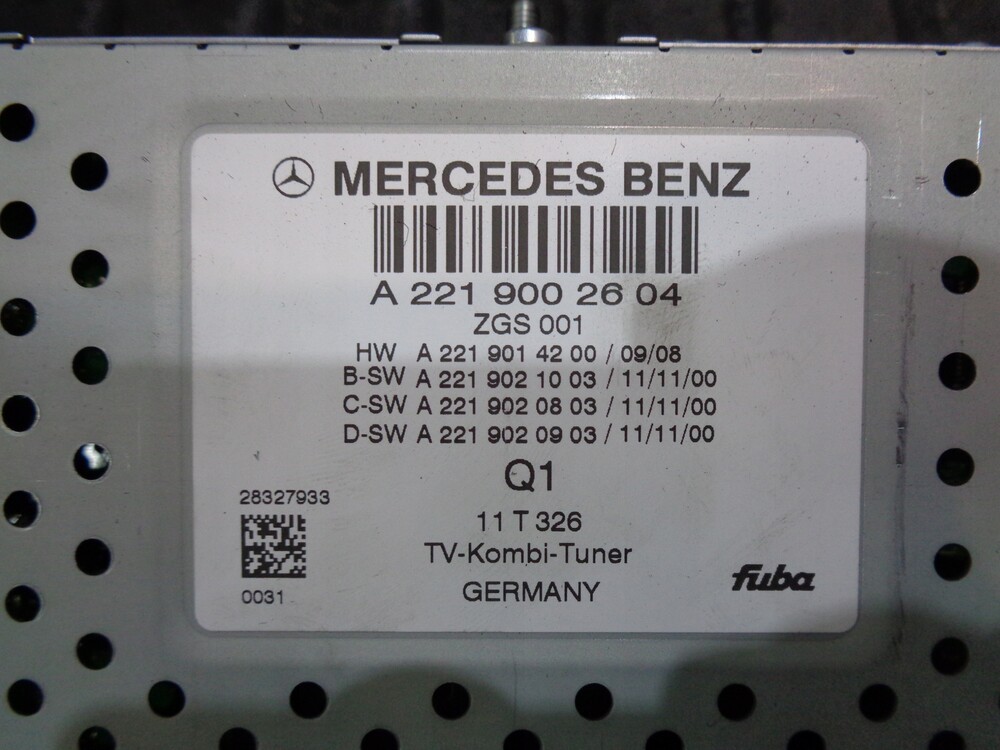 MERCEDES BENZ
A 221 900 26 04
ZGS 001
HW A 221 901 42 00 / 09/08
B-SW A 221 902 10 03 / 11/11/00
C-SW A 221 902 08 03 / 11/11/00
D-SW A 221 902 09 03 / 11/11/00
Q1
28327933
11 T 326
TV-Kombi-Tuner
0031
GERMANY
fuba